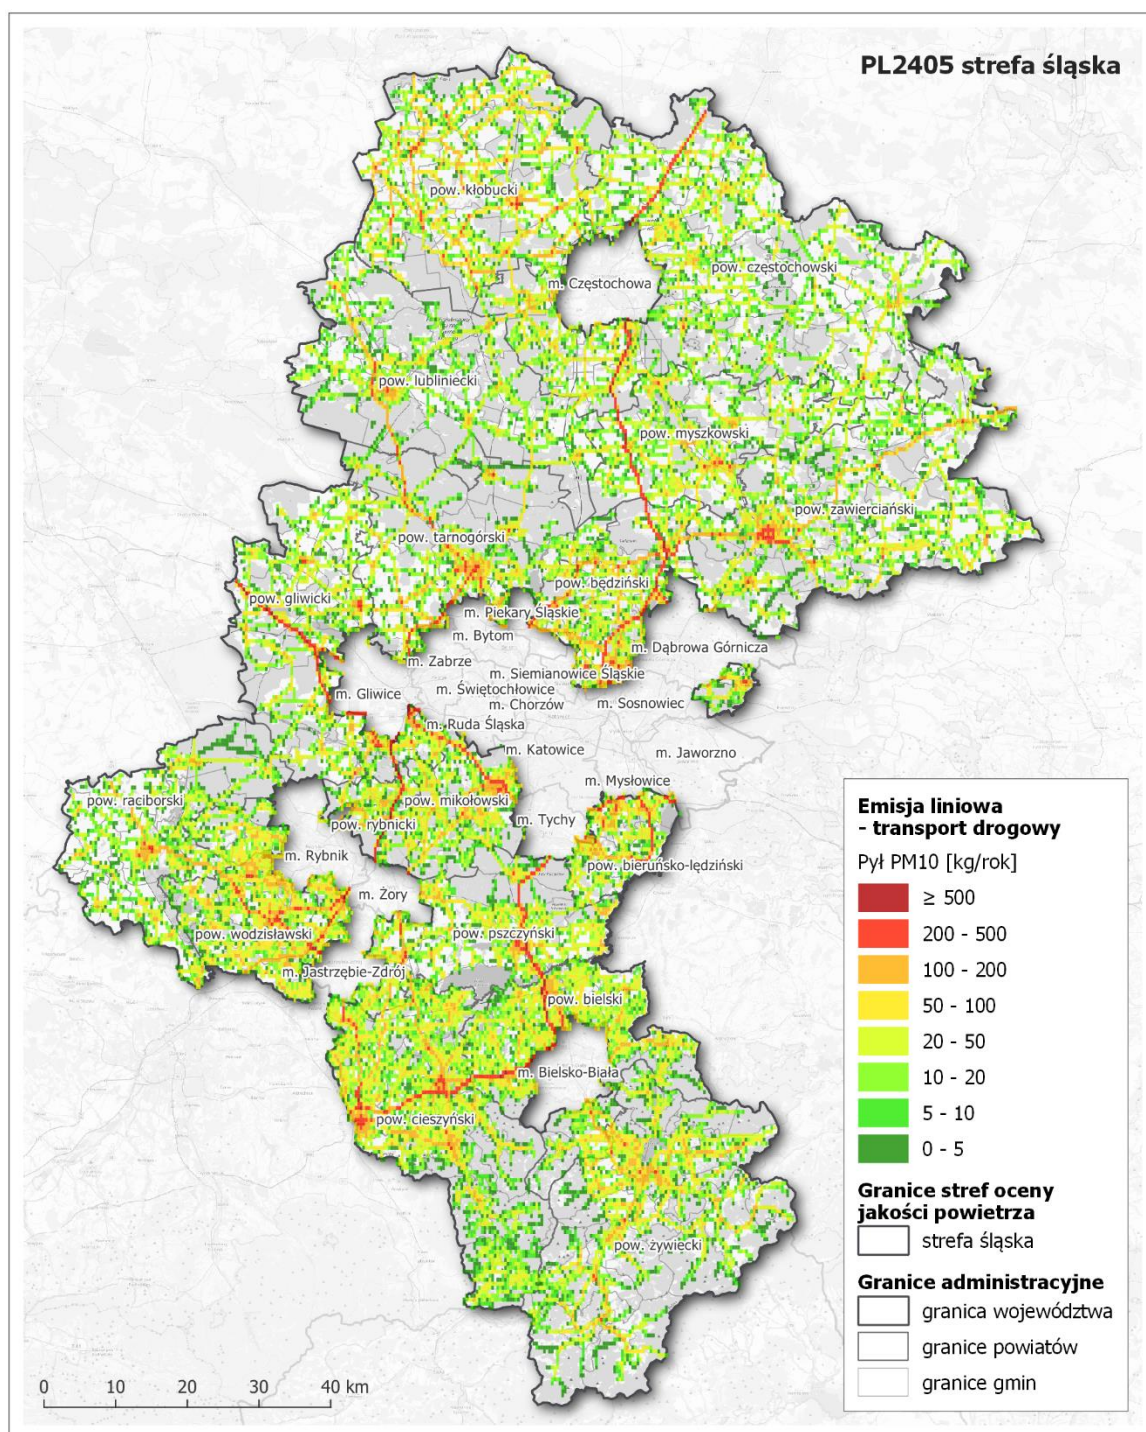 PL2405 strefa śląska
pow. kłobucki
pow. częstochowski
m. Częstochowa
pow. lubliniecki
pow. myszkowski
pow. zawierciański
pow. tarnogórski
pow. będziński
pow. gliwicki
m. Piekary Śląskie
m. Bytom
m. Dąbrowa Górnicza
m. Zabrze
m. Siemianowice Śląskie
m. Świętochłowice
m. Gliwice
m. Chorzów
m. Sosnowiec
m. Ruda Śląska
m. Katowice
m. Jaworzno
m. Mysłowice
pow. raciborski
pow. mikołowski
m. Tychy
pow. rybnicki
m. Rybnik
pow. bieruńsko-lędziński
m. Żory
pow. wodzisławski
pow. pszczyński
m. Jastrzębie-Zdrój
pow. bielski
m. Bielsko-Biała
pow. cieszyński
pow. żywiecki
Emisja liniowa
- transport drogowy
Pył PM10 [kg/rok]
≥ 500
200 - 500
100 - 200
50 - 100
20 - 50
10 - 20
5 - 10
0 - 5
Granice stref oceny
jakości powietrza
strefa śląska
Granice administracyjne
granica województwa
granice powiatów
granice gmin
0 10 20 30 40 km